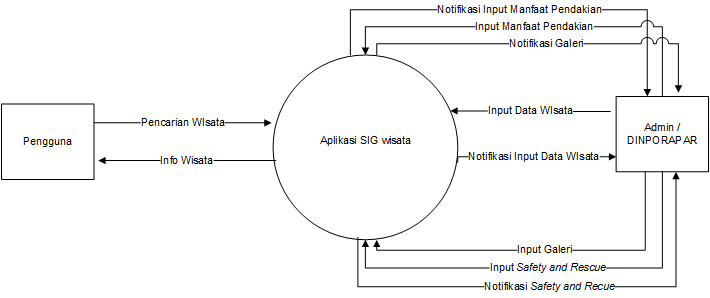 Notifikasi Input Manfaat Pendakian
Input Manfaat Pendakian
Notifikasi Galeri
Pencarian WIsata
Input Data WIsata
Admin /
DINPORAPAR
Pengguna
Aplikasi SIG wisata
Info Wisata
Notifikasi Input Data WIsata
Input Galeri
Input Safety and Rescue
Notifikasi Safety and Recue